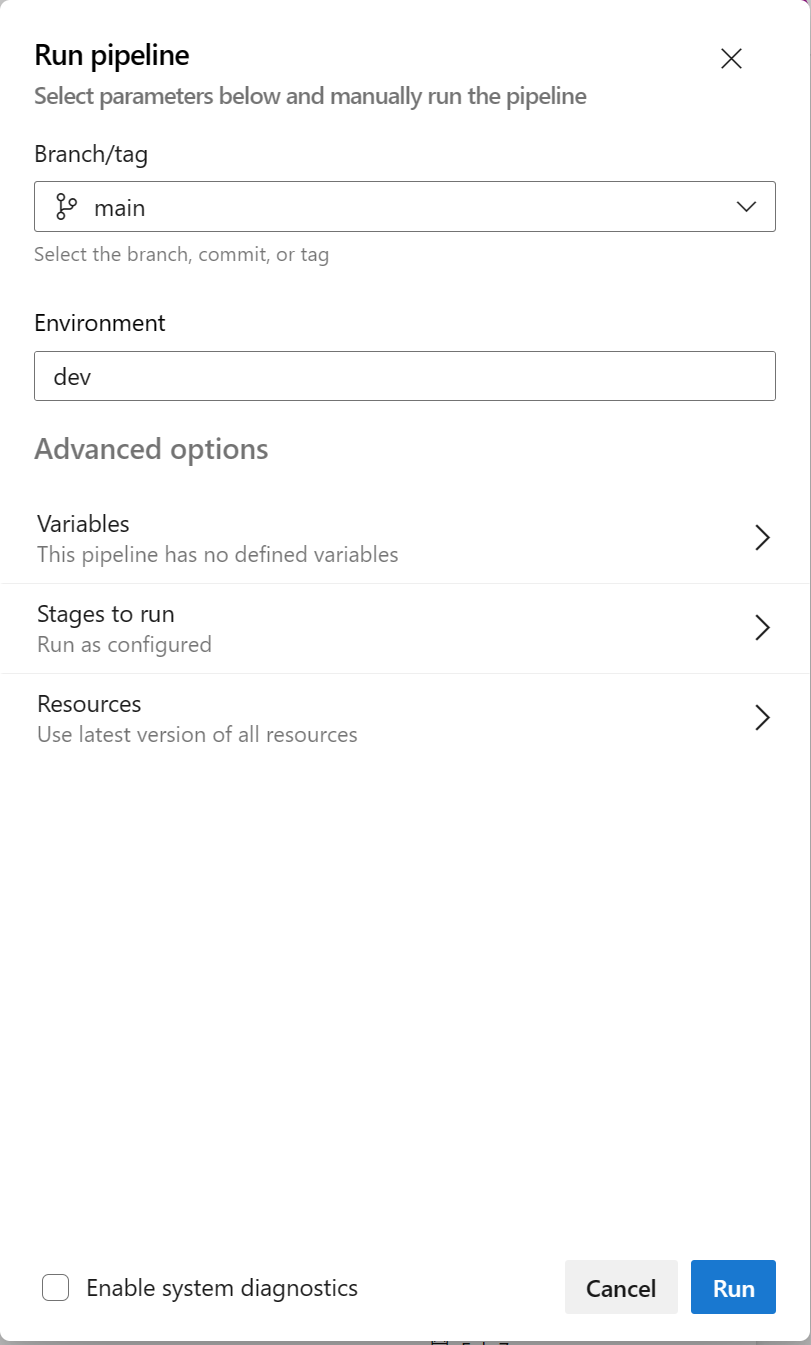 Run pipeline
Select parameters below and manually run the pipeline
Branch/tag
main
Select the branch, commit, or tag
Environment
dev
Advanced options
Variables
This pipeline has no defined variables
Stages to run
Run as configured
Resources
Use latest version of all resources
Enable system diagnostics
Cancel
Run